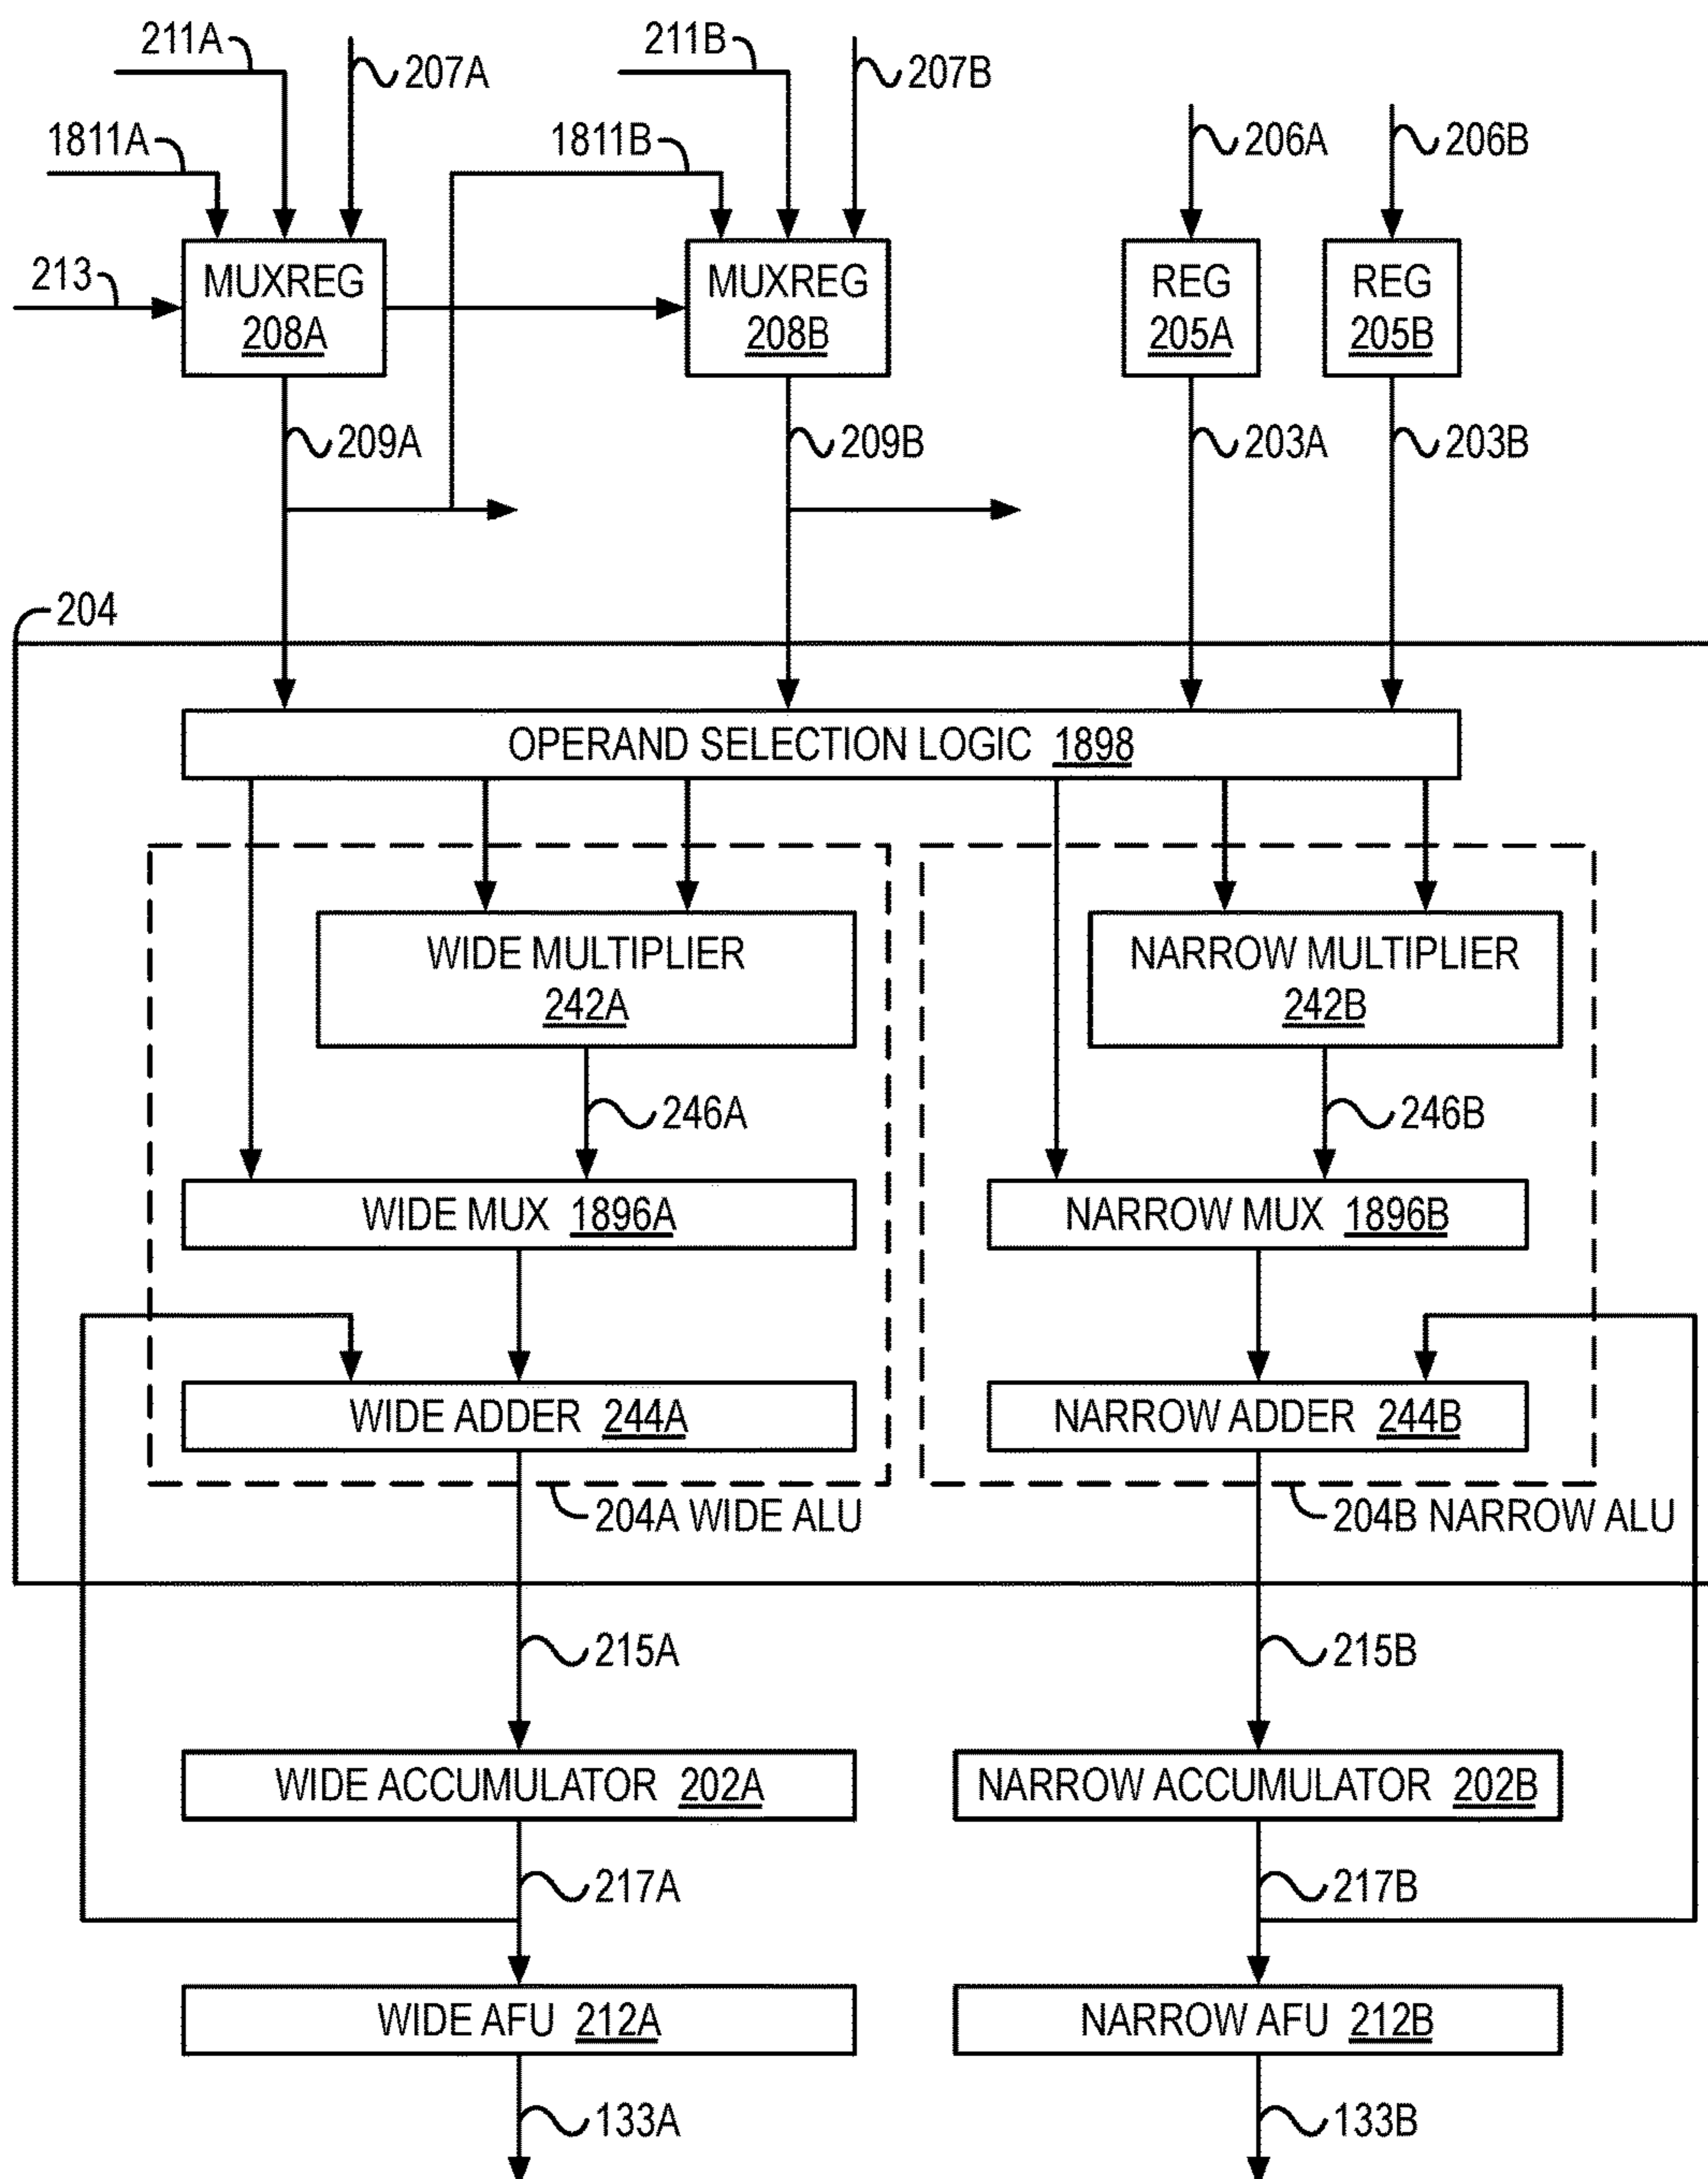 211A
207A
211B
207B
1811A
1811B
206A
206B
213
MUXREG
208A
MUXREG
208B
REG
205A
REG
205B
209A
209B
203A
203B
204
OPERAND SELECTION LOGIC 1898
WIDE MULTIPLIER
242A
NARROW MULTIPLIER
242B
246A
246B
WIDE MUX 1896A
NARROW MUX 1896B
WIDE ADDER 244A
NARROW ADDER 244B
204A WIDE ALU
204B NARROW ALU
215A
215B
WIDE ACCUMULATOR 202A
NARROW ACCUMULATOR 202B
217A
217B
WIDE AFU 212A
NARROW AFU 212B
133A
133B